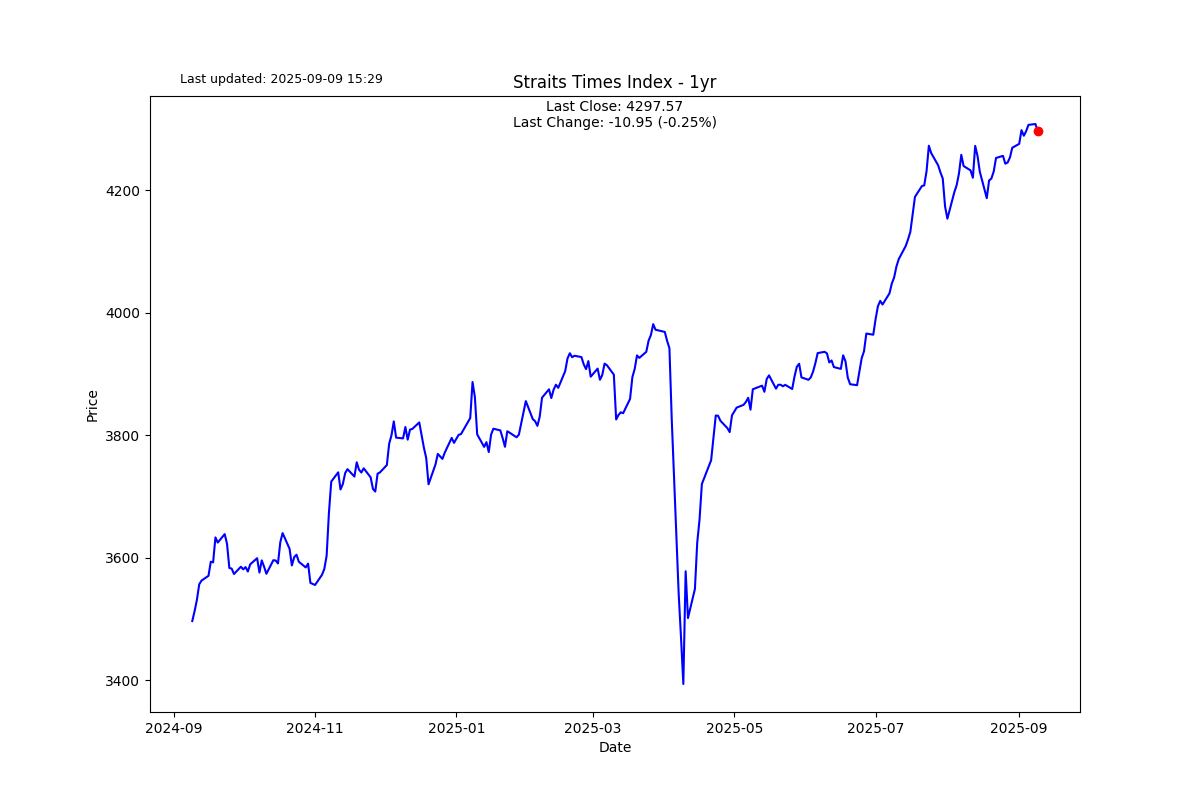 Last updated: 2025-09-09 15:29
Straits Times Index - 1yr
Last Close: 4297.57
Last Change: -10.95 (-0.25%)
4200
4000
3800
3600
3400
Price
2024-09
2024-11
2025-01
2025-03
2025-05
2025-07
2025-09
Date